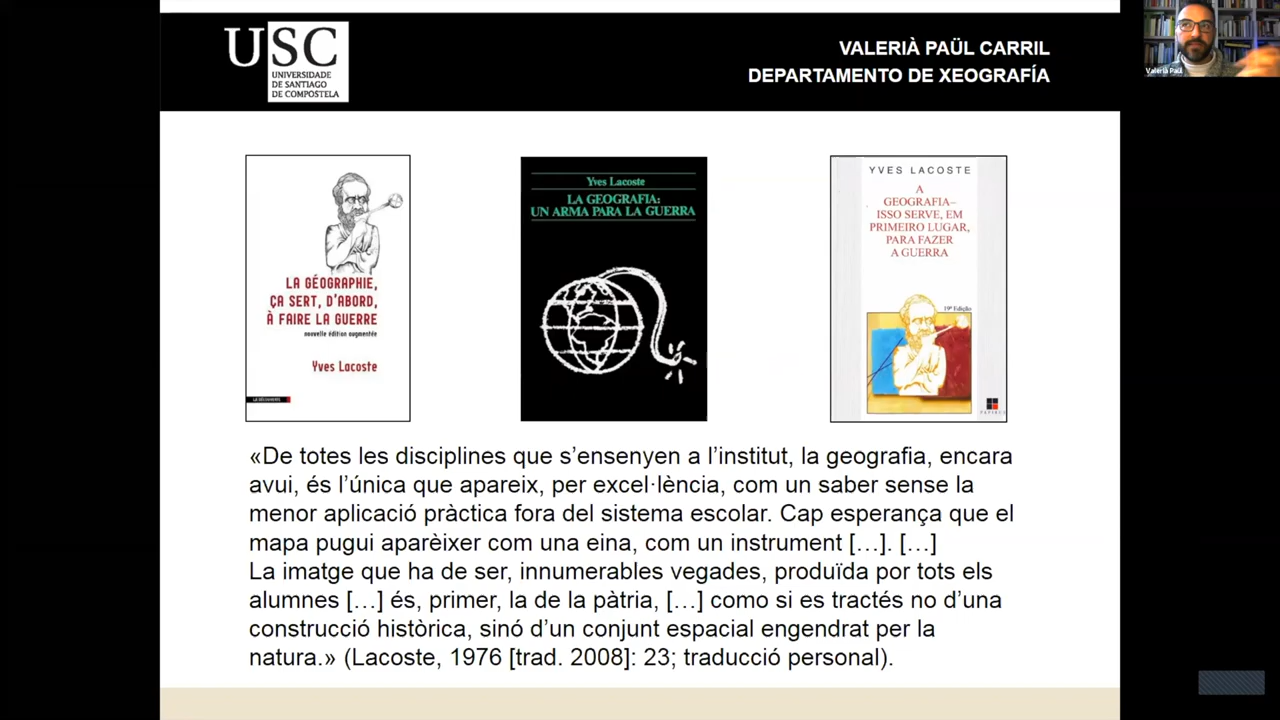 USC
UNIVERSIDADE
DE SANTIAGO
DE COMPOSTELA
VALERIÀ PAÜL CARRIL
DEPARTAMENTO DE XEOGRAFÍA
Valerià Paül
LA GÉOGRAPHIE,
ÇA SERT, D'ABORD,
À FAIRE LA GUERRE
nouvelle édition augmentée
Yves Lacoste
LA DÉCOUVERTE
Yves Lacoste
LA GEOGRAFIA:
UN ARMA PARA LA GUERRA
YVES LACOSTE
A
GEOGRAFIA–
ISSO SERVE, EM
PRIMEIRO LUGAR,
PARA FAZER
A GUERRA
19ª Edição
PAPIRUS
«De totes les disciplines que s’ensenyen a l’institut, la geografia, encara
avui, és l’única que apareix, per excel·lència, com un saber sense la
menor aplicació pràctica fora del sistema escolar. Cap esperança que el
mapa pugui aparèixer com una eina, com un instrument […]. […]
La imatge que ha de ser, innumerables vegades, produïda por tots els
alumnes […] és, primer, la de la pàtria, […] como si es tractés no d’una
construcció històrica, sinó d’un conjunt espacial engendrat per la
natura.» (Lacoste, 1976 [trad. 2008]: 23; traducció personal).